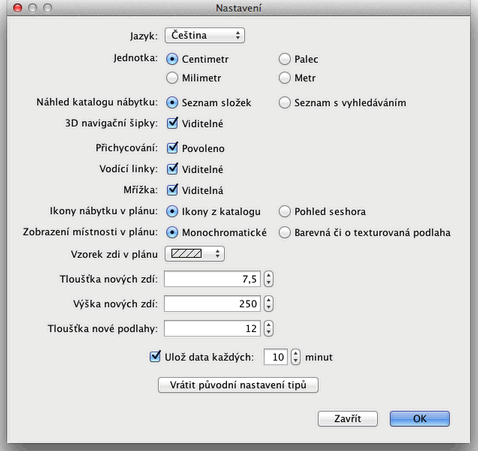 Nastavení
Jazyk: Čeština
Jednotka: Centimetr Palec
Milimetr Metr
Náhled katalogu nábytku: Seznam složek Seznam s vyhledáváním
3D navigační šipky: Viditelné
Přichycování: Povoleno
Vodící linky: Viditelné
Mřížka: Viditelná
Ikony nábytku v plánu: Ikony z katalogu Pohled seshora
Zobrazení místnosti v plánu: Monochromatické Barevná či o texturovaná podlaha
Vzorek zdi v plánu
Tloušťka nových zdí: 7,5
Výška nových zdí: 250
Tloušťka nové podlahy: 12
Ulož data každých: 10 minut
Vrátit původní nastavení tipů
Zavřít OK